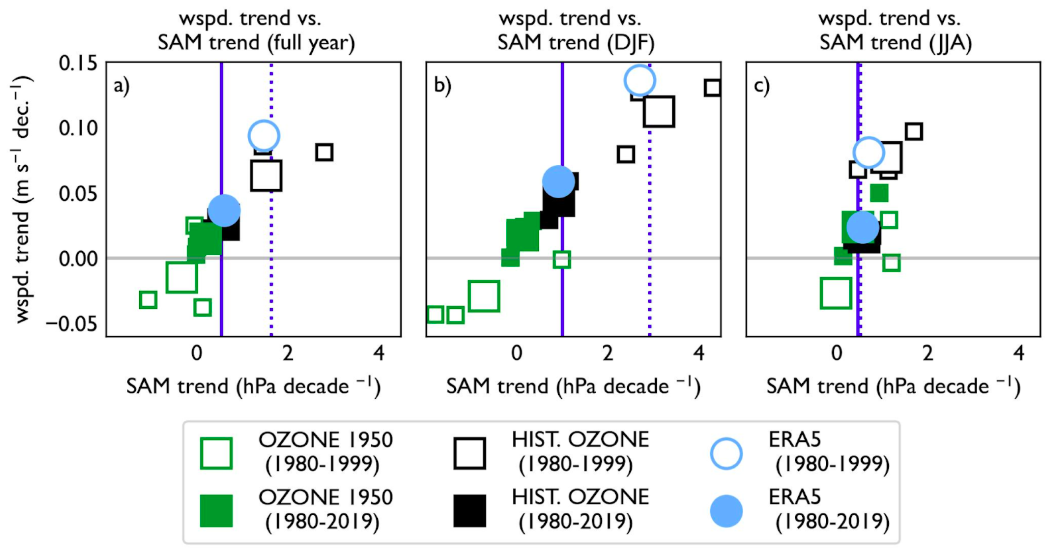 wspd. trend vs.
SAM trend (full year)
wspd. trend vs.
SAM trend (DJF)
wspd. trend vs.
SAM trend (JJA)
wspd. trend (m s⁻¹ dec.⁻¹)
0.15
0.10
0.05
0.00
−0.05
a)
b)
c)
0 2 4
0 2 4
0 2 4
SAM trend (hPa decade ⁻¹)
SAM trend (hPa decade ⁻¹)
SAM trend (hPa decade ⁻¹)
OZONE 1950
(1980-1999)
OZONE 1950
(1980-2019)
HIST. OZONE
(1980-1999)
HIST. OZONE
(1980-2019)
ERA5
(1980-1999)
ERA5
(1980-2019)